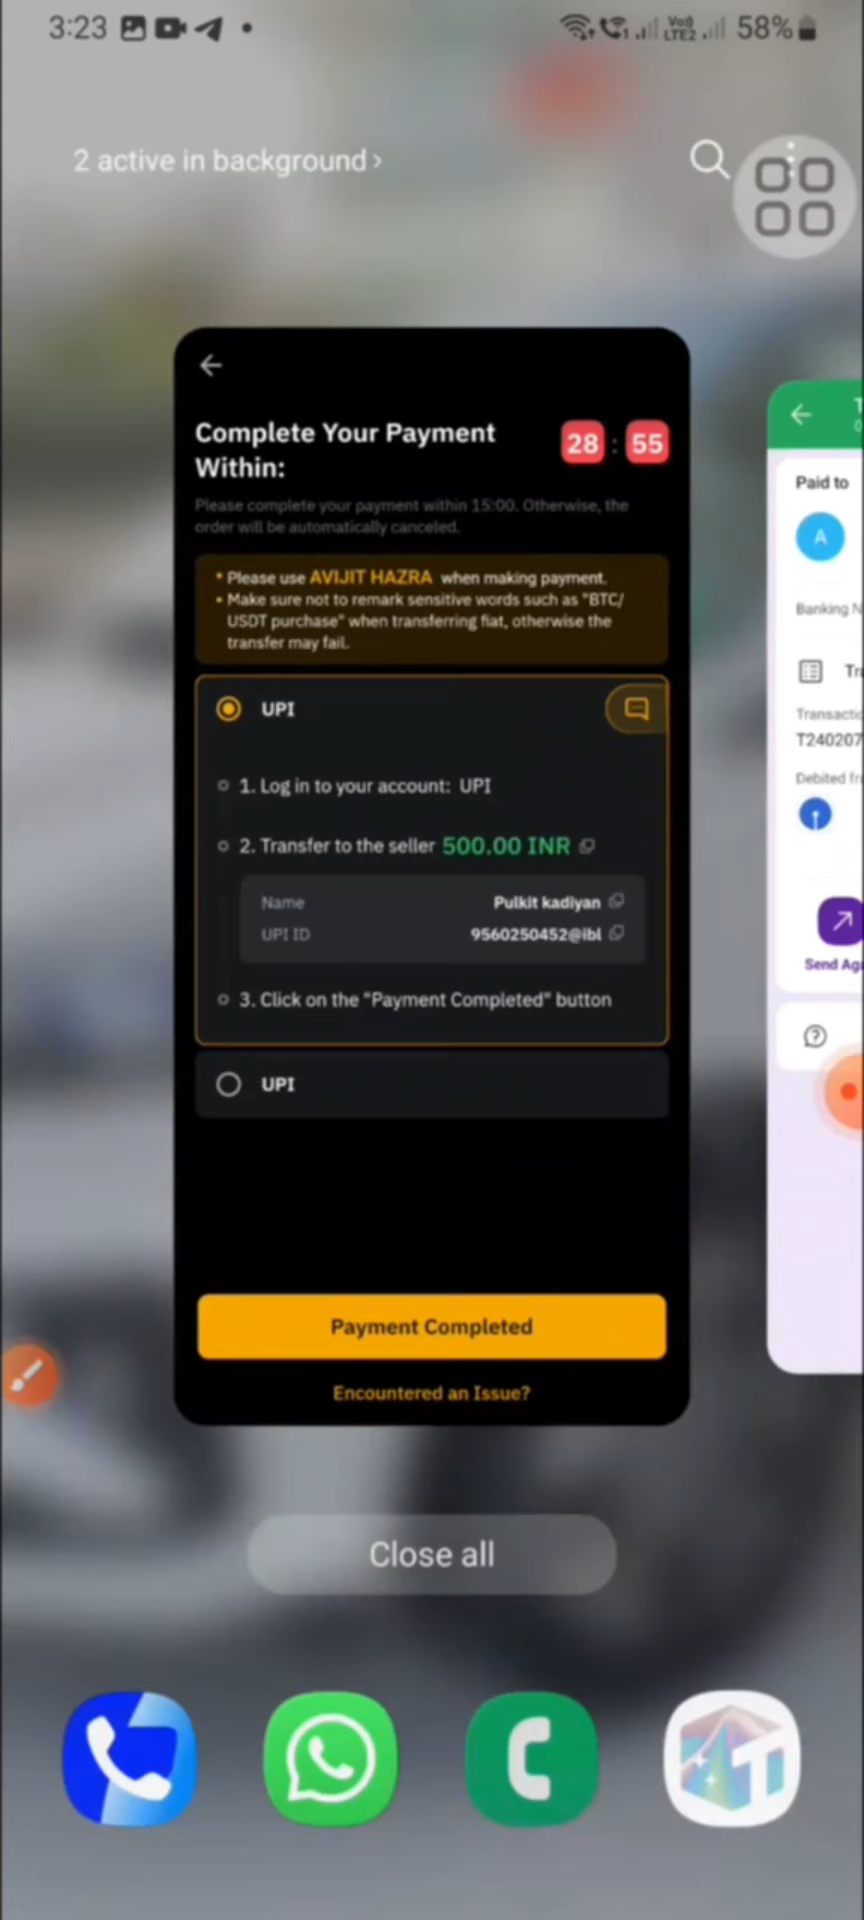 3:23
Vo))
LTE2
58%
2 active in background >
Complete Your Payment
Within:
28 : 55
Please complete your payment within 15:00. Otherwise, the
order will be automatically canceled.
• Please use AVIJIT HAZRA when making payment.
• Make sure not to remark sensitive words such as "BTC/
USDT purchase" when transferring fiat, otherwise the
transfer may fail.
UPI
1. Log in to your account: UPI
2. Transfer to the seller 500.00 INR
Name Pulkit kadiyan
UPI ID 9560250452@ibl
3. Click on the "Payment Completed" button
UPI
Payment Completed
Encountered an Issue?
T
0
Paid to
A
Banking N
Tra
Transactio
T240207
Debited fr
Send Aga
Close all
T